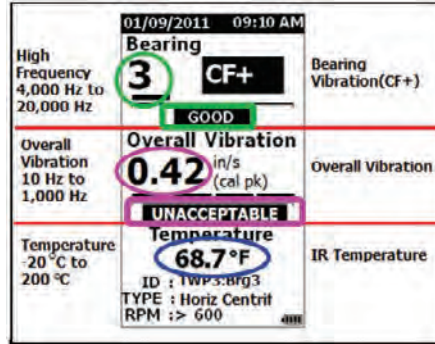 01/09/2011 09:10 AM
High
Frequency
4,000 Hz to
20,000 Hz
Bearing
3 CF+
GOOD
Bearing
Vibration(CF+)
Overall
Vibration
10 Hz to
1,000 Hz
Overall Vibration
0.42 in/s
(cal pk)
UNACCEPTABLE
Overall Vibration
Temperature
-20°C to
200 °C
Temperature
68.7°F
ID : TWP3:Brg3
TYPE : Horiz Centrif
RPM :> 600
IR Temperature